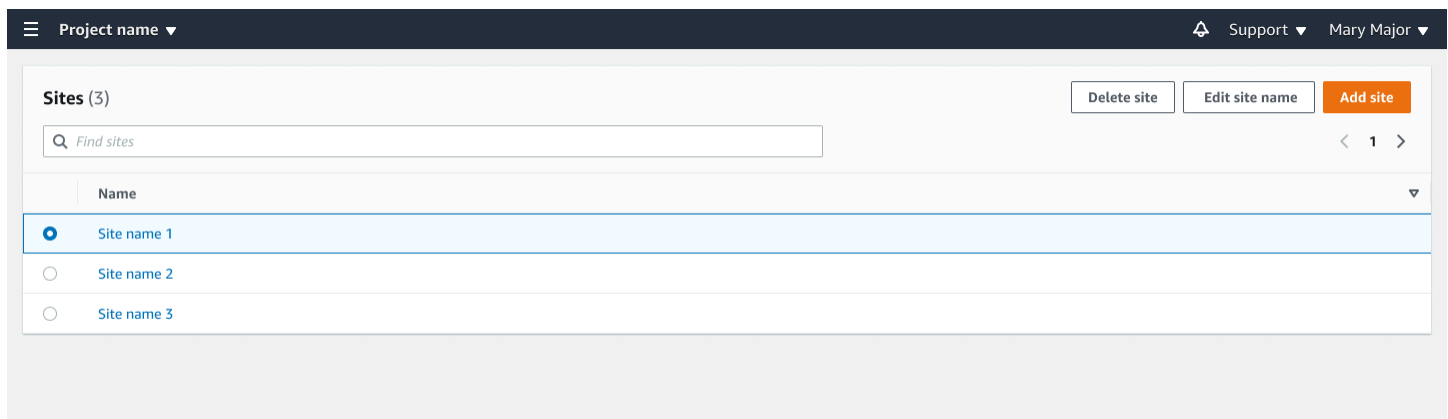 Project name Support Mary Major
Sites (3) Delete site Edit site name Add site
Find sites 1
Name
Site name 1
Site name 2
Site name 3